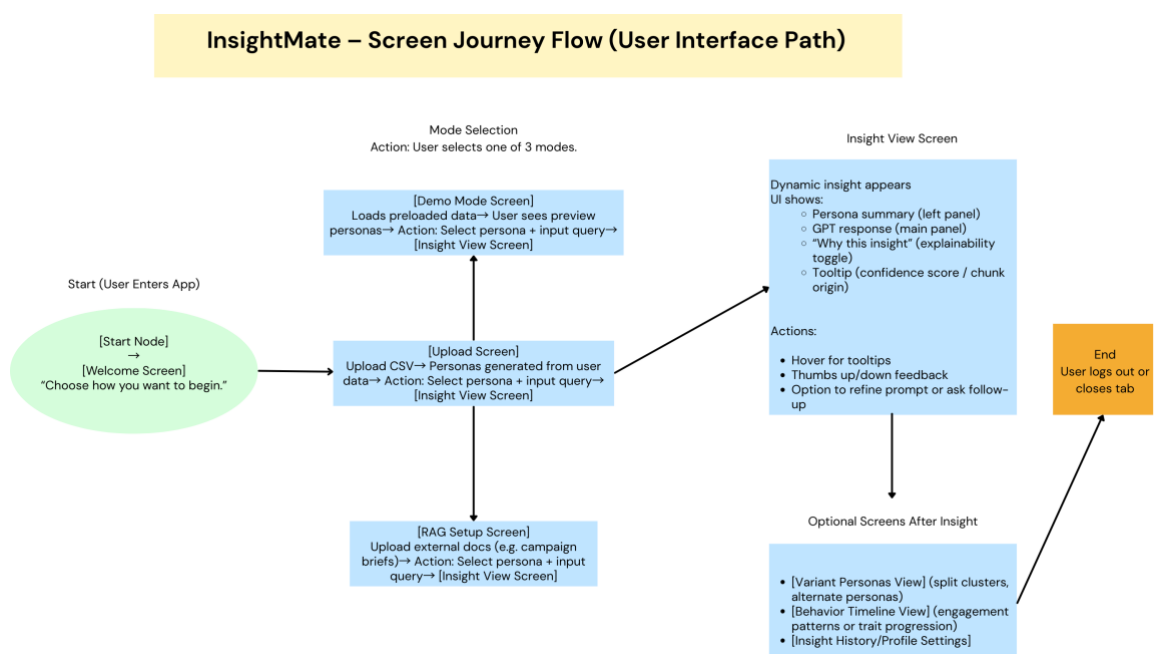 InsightMate – Screen Journey Flow (User Interface Path)
Mode Selection
Action: User selects one of 3 modes.
[Demo Mode Screen]
Loads preloaded data→ User sees preview
personas→ Action: Select persona + input query→
[Insight View Screen]
Start (User Enters App)
[Start Node]
→
[Welcome Screen]
“Choose how you want to begin.”
[Upload Screen]
Upload CSV→ Personas generated from user
data→ Action: Select persona + input query→
[Insight View Screen]
[RAG Setup Screen]
Upload external docs (e.g. campaign
briefs)→ Action: Select persona + input
query→ [Insight View Screen]
Insight View Screen
Dynamic insight appears
UI shows:
○ Persona summary (left panel)
○ GPT response (main panel)
○ “Why this insight” (explainability
toggle)
○ Tooltip (confidence score / chunk
origin)
Actions:
• Hover for tooltips
• Thumbs up/down feedback
• Option to refine prompt or ask follow-
up
Optional Screens After Insight
• [Variant Personas View] (split clusters,
alternate personas)
• [Behavior Timeline View] (engagement
patterns or trait progression)
• [Insight History/Profile Settings]
End
User logs out or
closes tab